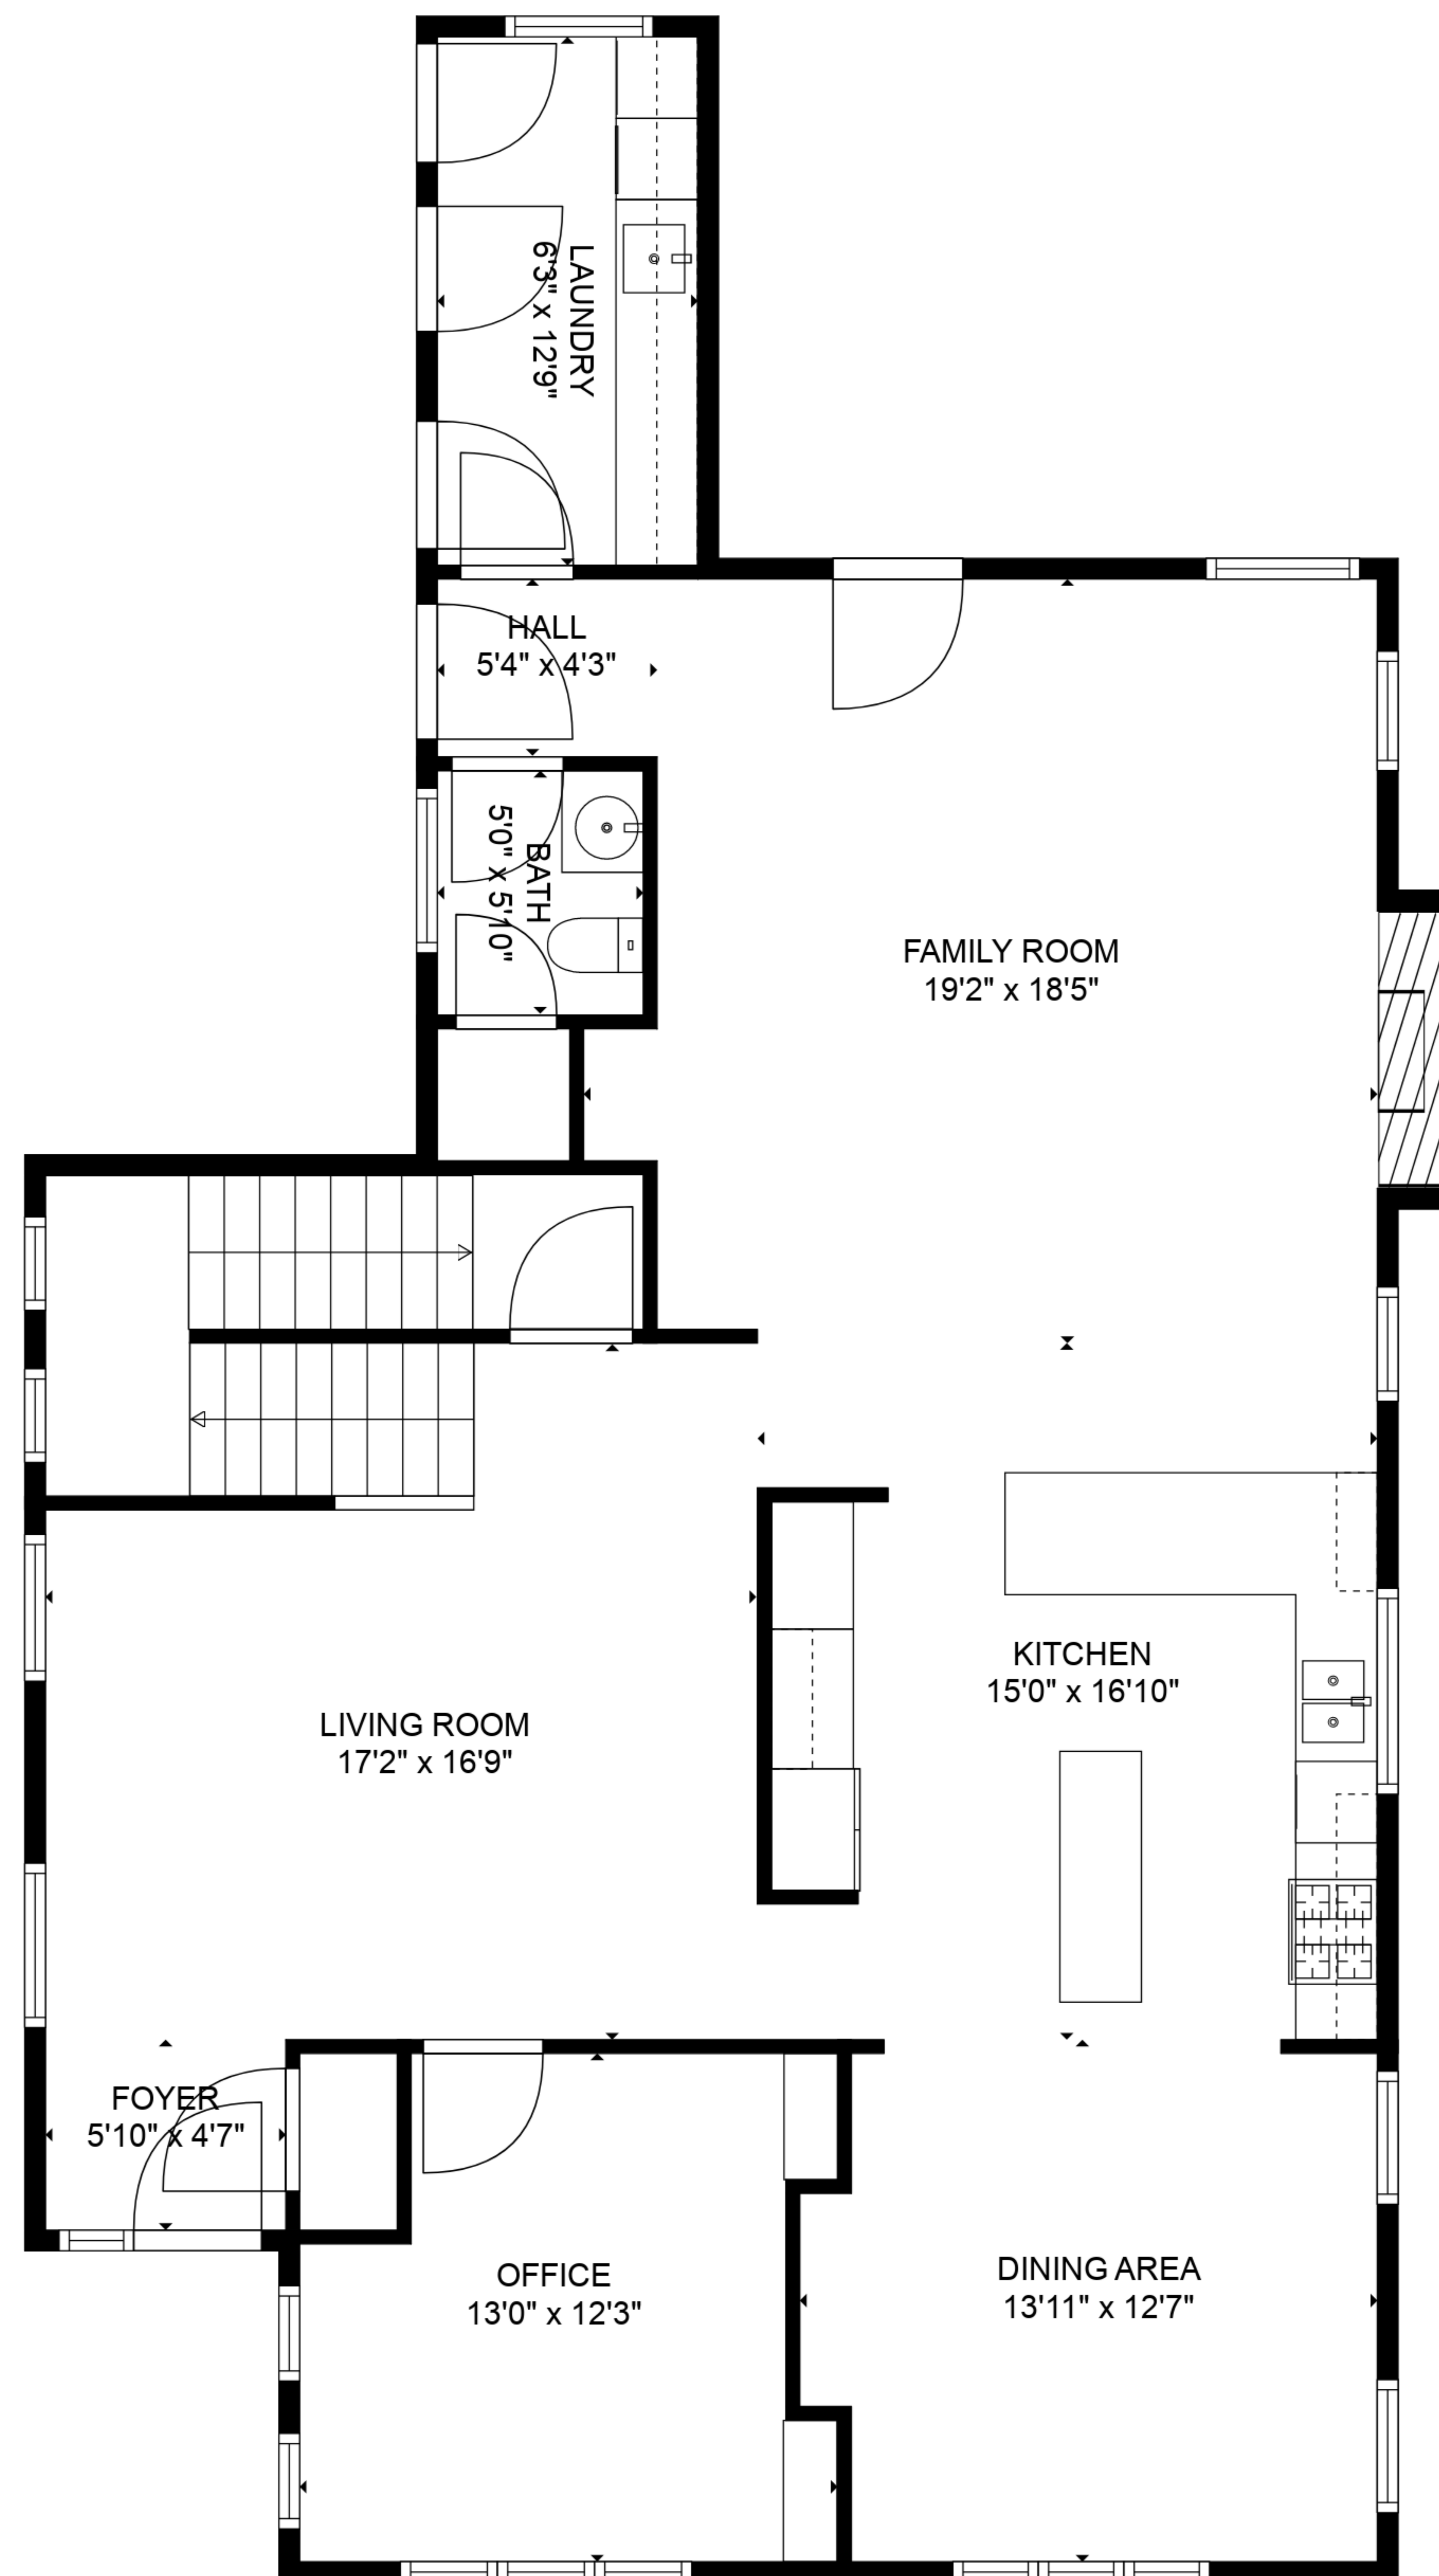 LAUNDRY
6'3" x 12'9"
HALL
5'4" x 4'3"
BATH
5'0" x 5'10"
FAMILY ROOM
19'2" x 18'5"
KITCHEN
15'0" x 16'10"
LIVING ROOM
17'2" x 16'9"
FOYER
5'10" x 4'7"
OFFICE
13'0" x 12'3"
DINING AREA
13'11" x 12'7"